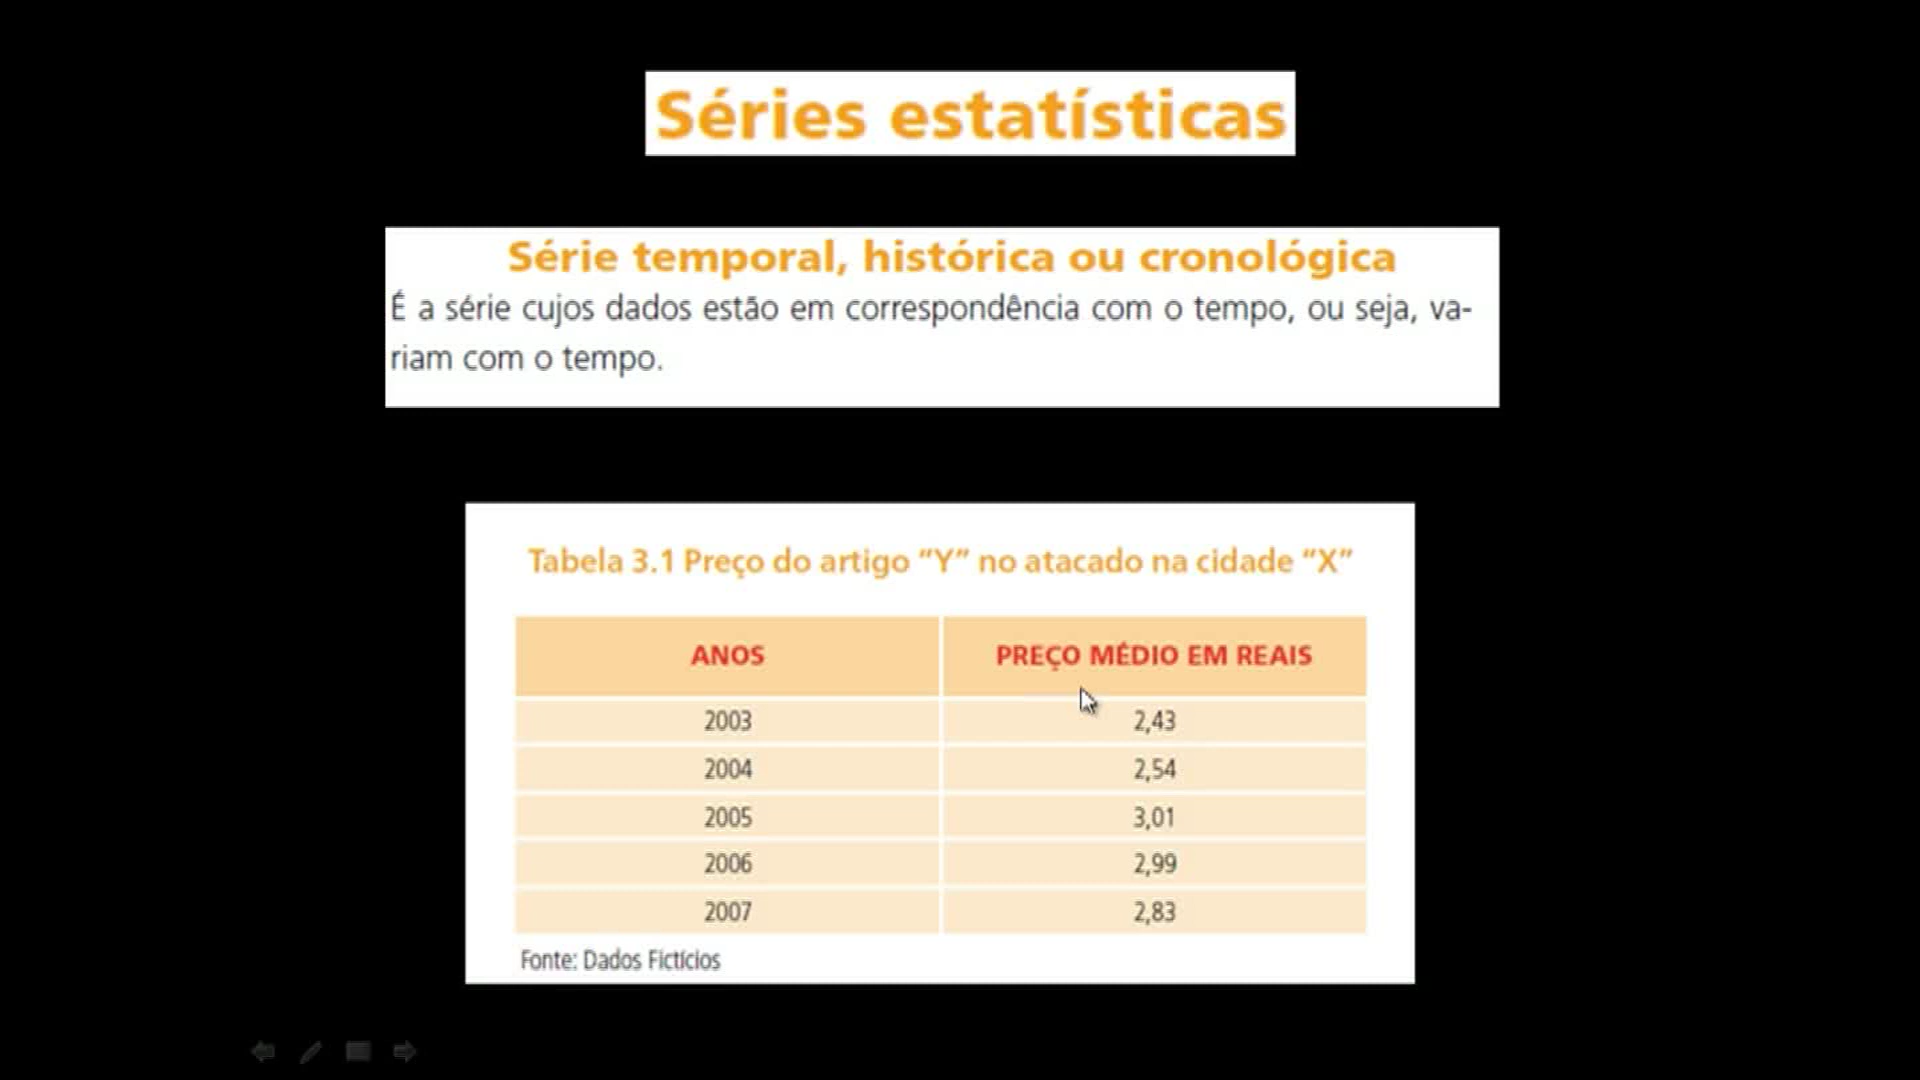 Séries estatísticas
Série temporal, histórica ou cronológica
É a série cujos dados estão em correspondência com o tempo, ou seja, va-
riam com o tempo.
Tabela 3.1 Preço do artigo “Y” no atacado na cidade “X”
ANOS PREÇO MÉDIO EM REAIS
2003 2,43
2004 2,54
2005 3,01
2006 2,99
2007 2,83
Fonte: Dados Fictícios